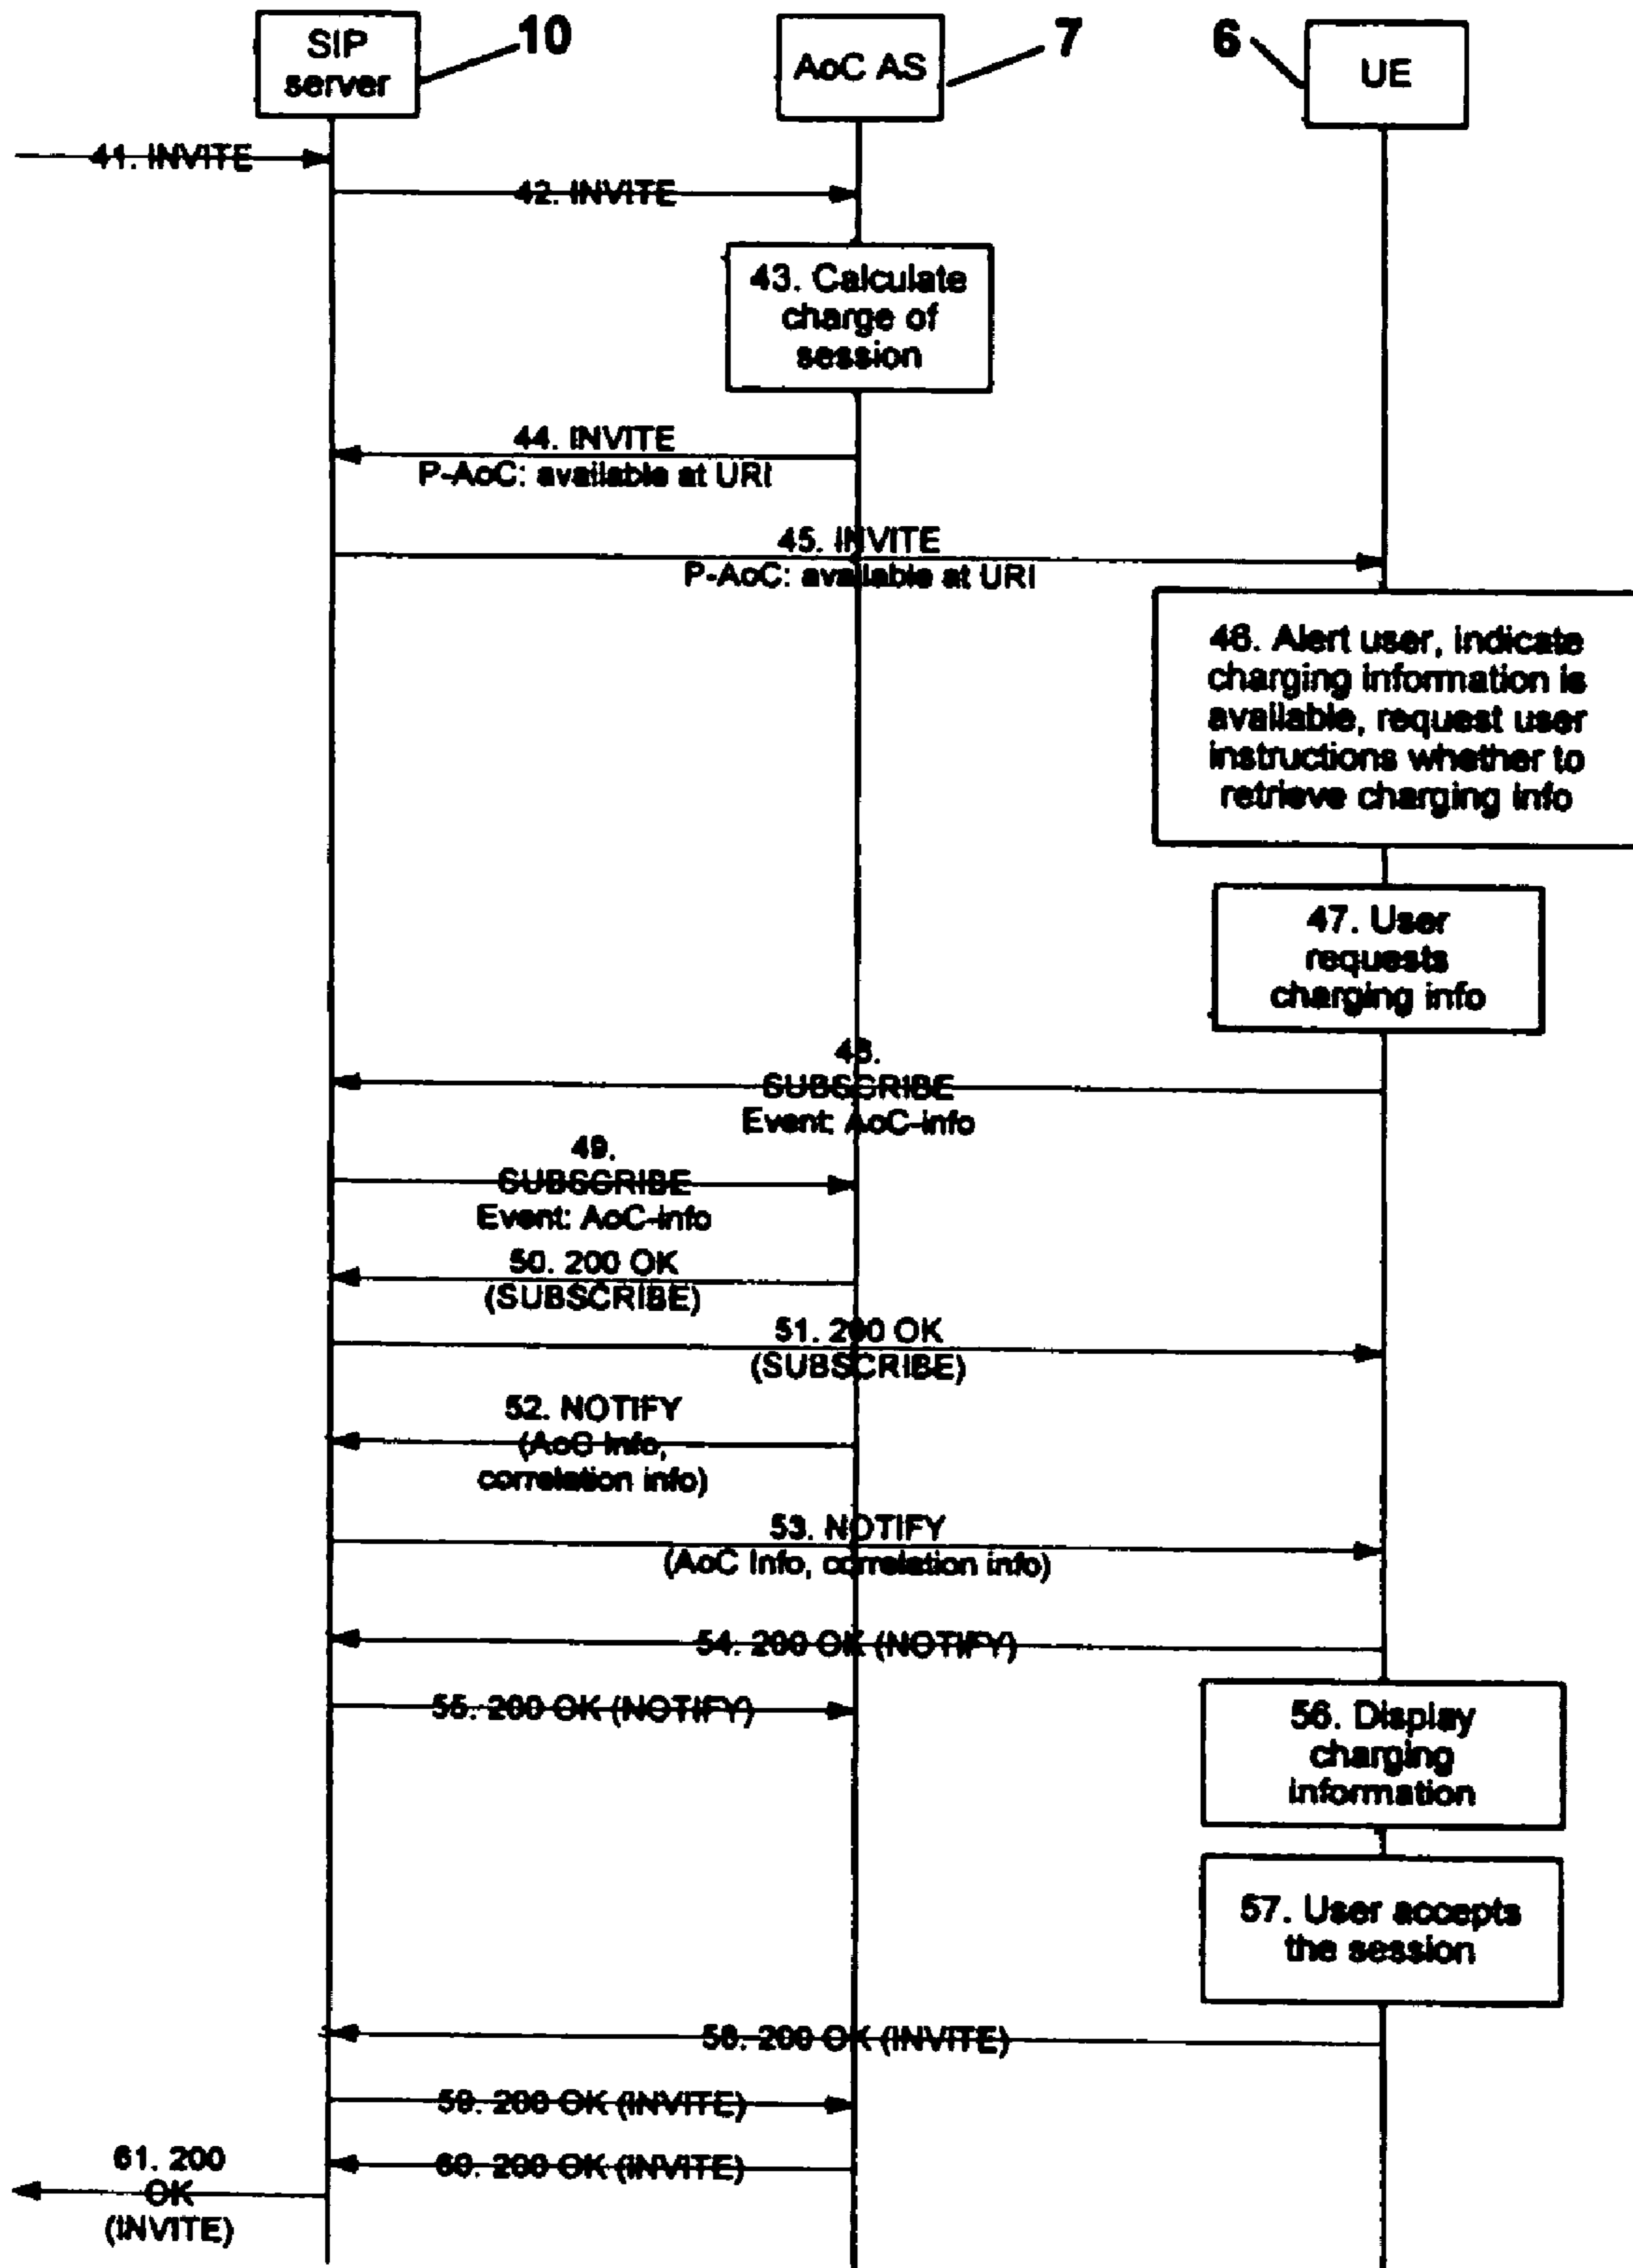 SIP
server
10
AoC AS
7
6
UE
41. INVITE
42. INVITE
43. Calculate
charge of
session
44. INVITE
P-AoC: available at URI
45. INVITE
P-AoC: available at URI
46. Alert user, indicate
charging information is
available, request user
instructions whether to
retrieve charging info
47. User
requests
charging info
48.
SUBSCRIBE
Event: AoC-info
49.
SUBSCRIBE
Event: AoC-info
50. 200 OK
(SUBSCRIBE)
51. 200 OK
(SUBSCRIBE)
52. NOTIFY
(AoC Info,
correlation info)
53. NOTIFY
(AoC Info, correlation info)
54. 200 OK (NOTIFY)
55. 200 OK (NOTIFY)
56. Display
charging
information
57. User accepts
the session
58. 200 OK (INVITE)
59. 200 OK (INVITE)
60. 200 OK (INVITE)
61. 200
OK
(INVITE)